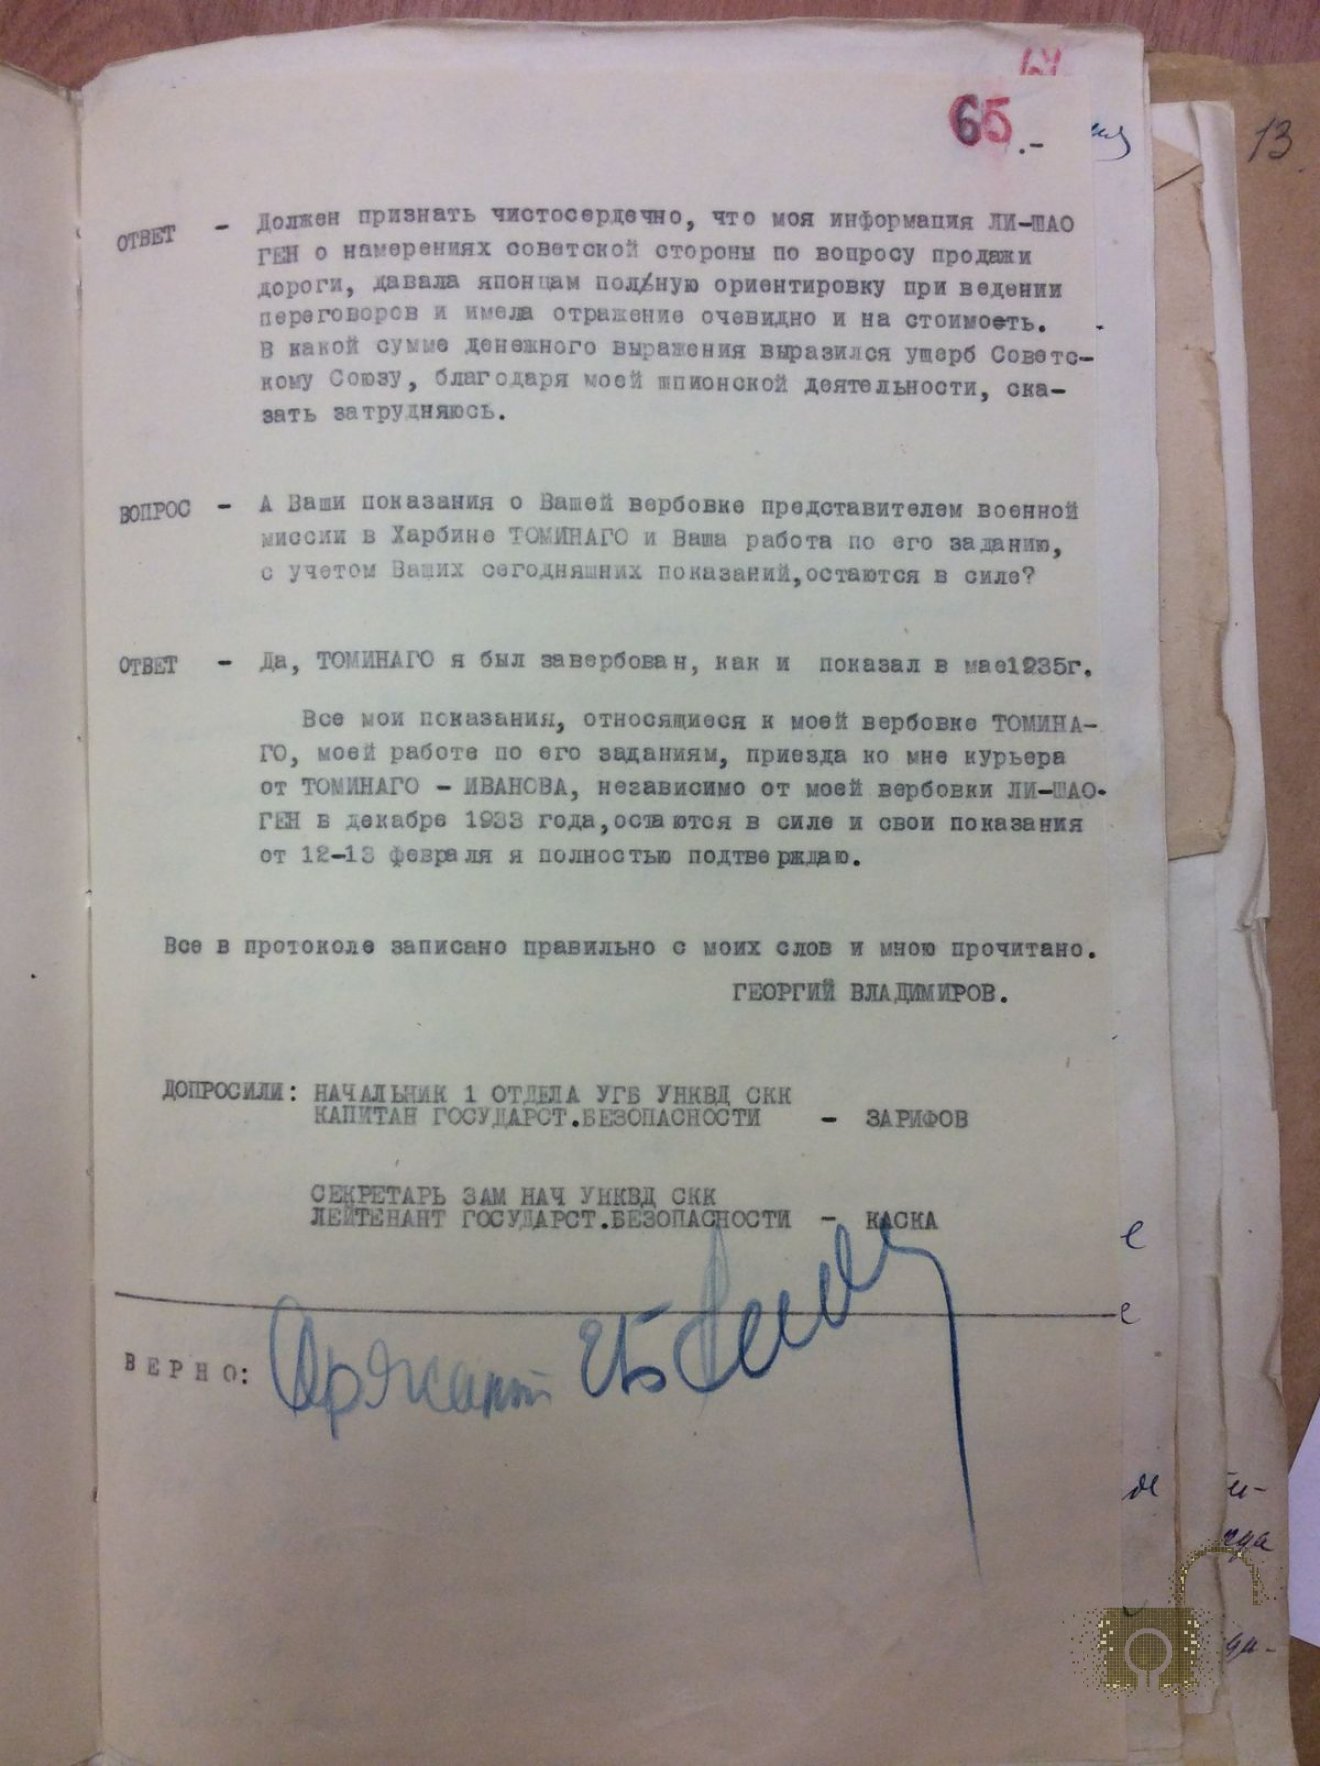 65.-
13
ОТВЕТ - Должен признать чистосердечно, что моя информация ЛИ-ШАО
ГЕН о намерениях советской стороны по вопросу продажи
дороги, давала японцам полную ориентировку при ведении
переговоров и имела отражение очевидно и на стоимость.
В какой сумме денежного выражения выразился ущерб Советс-
кому Союзу, благодаря моей шпионской деятельности, ска-
зать затрудняюсь.
ВОПРОС - А Ваши показания о Вашей вербовке представителем военной
миссии в Харбине ТОМИНАГО и Ваша работа по его заданию,
с учетом Ваших сегодняшних показаний,остаются в силе?
ОТВЕТ - Да, ТОМИНАГО я был завербован, как и показал в мае1935г.
Все мои показания, относящиеся к моей вербовке ТОМИНА-
ГО, моей работе по его заданиям, приезда ко мне курьера
от ТОМИНАГО - ИВАНОВА, независимо от моей вербовки ЛИ-ШАО-
ГЕН в декабре 1933 года,остаются в силе и свои показания
от 12-13 февраля я полностью подтверждаю.
Все в протоколе записано правильно с моих слов и мною прочитано.
ГЕОРГИЙ ВЛАДИМИРОВ.
ДОПРОСИЛИ: НАЧАЛЬНИК 1 ОТДЕЛА УГБ УНКВД СКК
КАПИТАН ГОСУДАРСТ.БЕЗОПАСНОСТИ - ЗАРИФОВ
СЕКРЕТАРЬ ЗАМ НАЧ УНКВД СКК
ЛЕЙТЕНАНТ ГОСУДАРСТ.БЕЗОПАСНОСТИ - КАСКА
ВЕРНО: